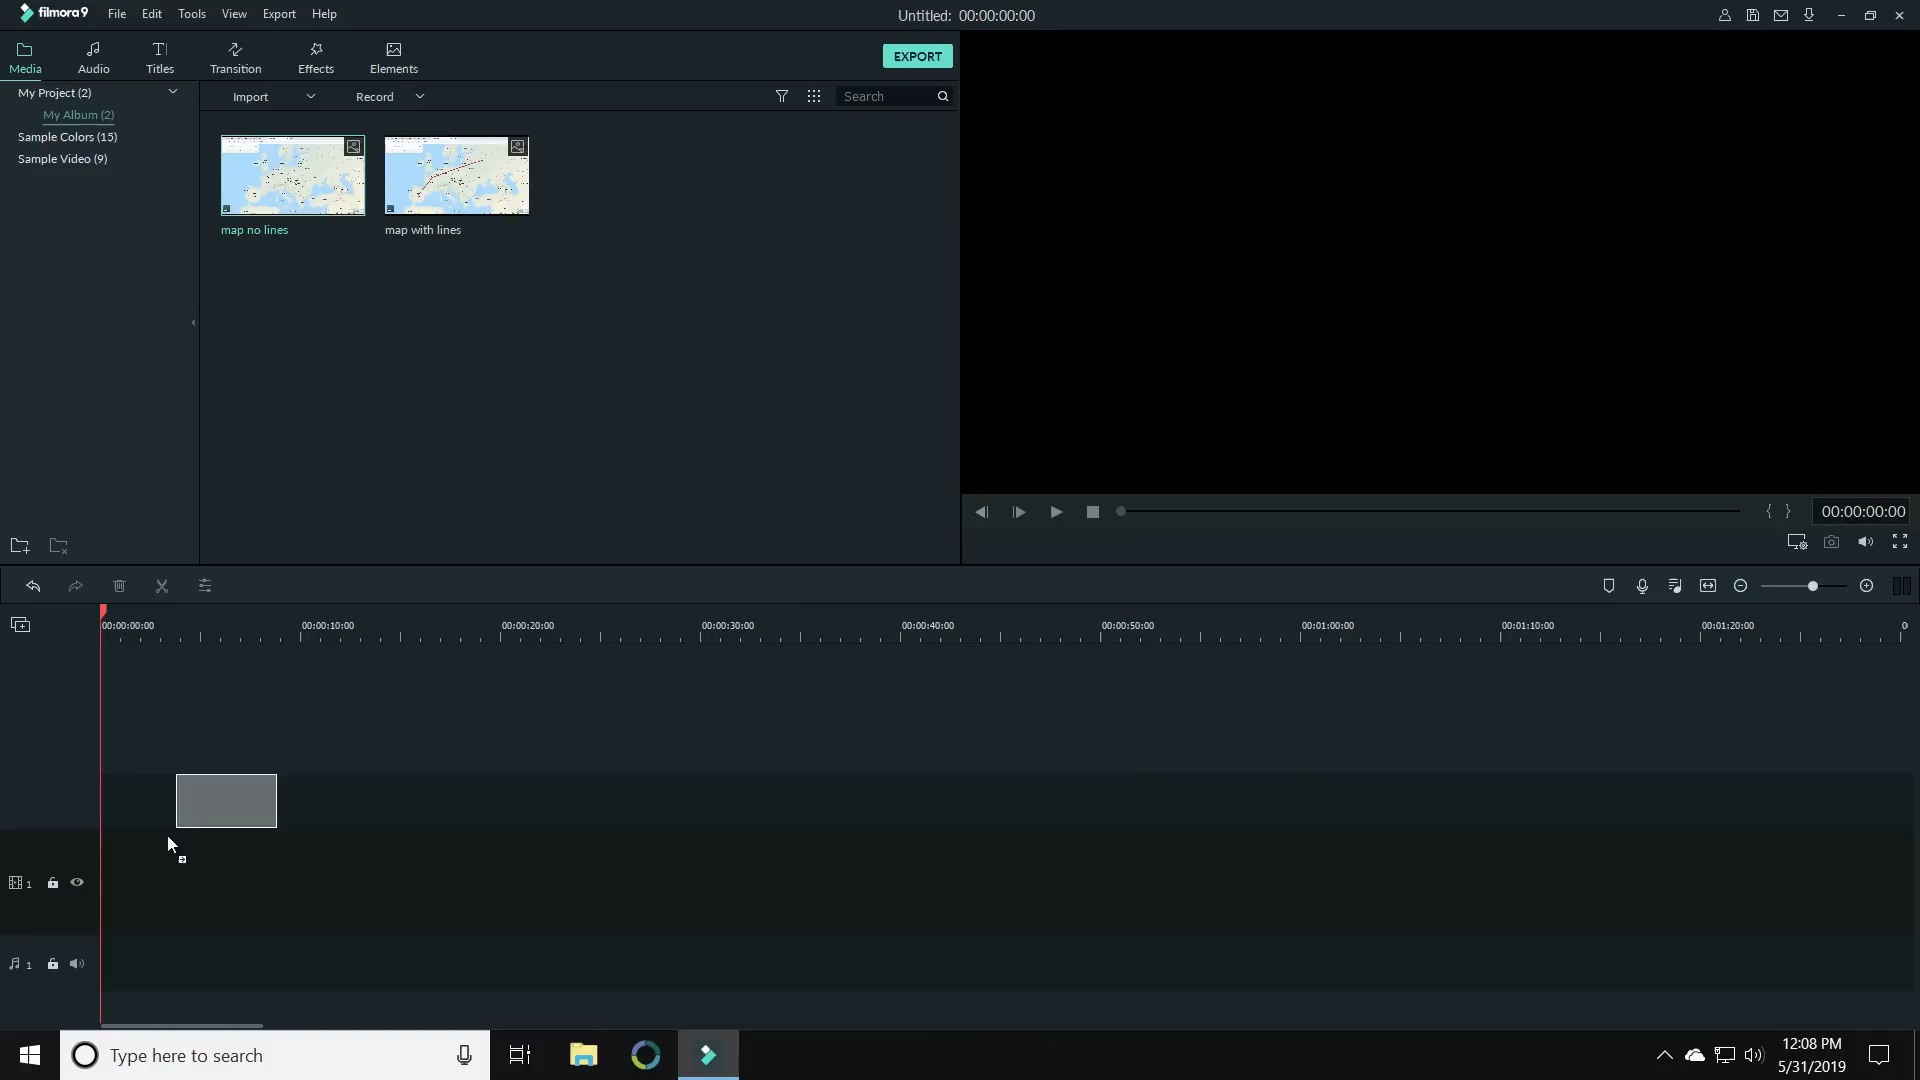 filmora9 File Edit Tools View Export Help
Untitled: 00:00:00:00
Media Audio Titles Transition Effects Elements
EXPORT
My Project (2)
My Album (2)
Sample Colors (15)
Sample Video (9)
Import Record Search
map no lines
map with lines
{ } 00:00:00:00
00:00:00:00 00:00:10:00 00:00:20:00 00:00:30:00 00:00:40:00 00:00:50:00 00:01:00:00 00:01:10:00 00:01:20:00
1
1
Type here to search
12:08 PM
5/31/2019